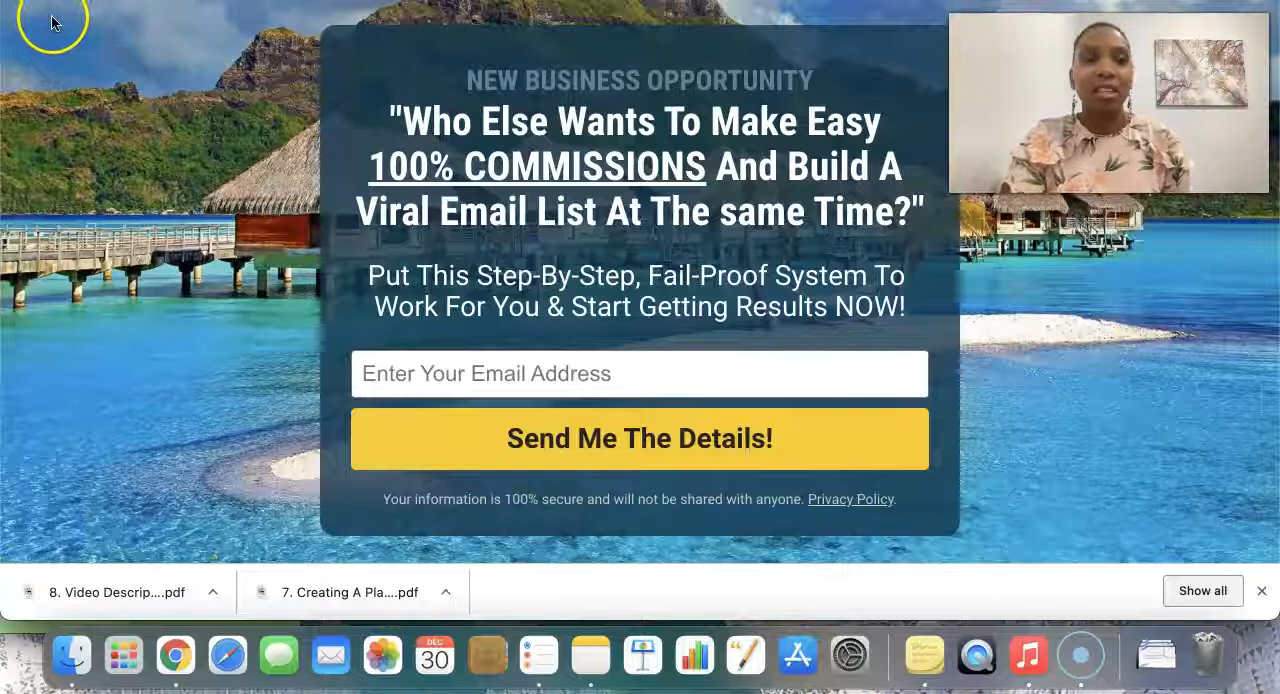 NEW BUSINESS OPPORTUNITY
"Who Else Wants To Make Easy
100% COMMISSIONS And Build A
Viral Email List At The same Time?"
Put This Step-By-Step, Fail-Proof System To
Work For You & Start Getting Results NOW!
Enter Your Email Address
Send Me The Details!
Your information is 100% secure and will not be shared with anyone. Privacy Policy.
8. Video Descrip....pdf
7. Creating A Pla....pdf
Show all
DEC
30